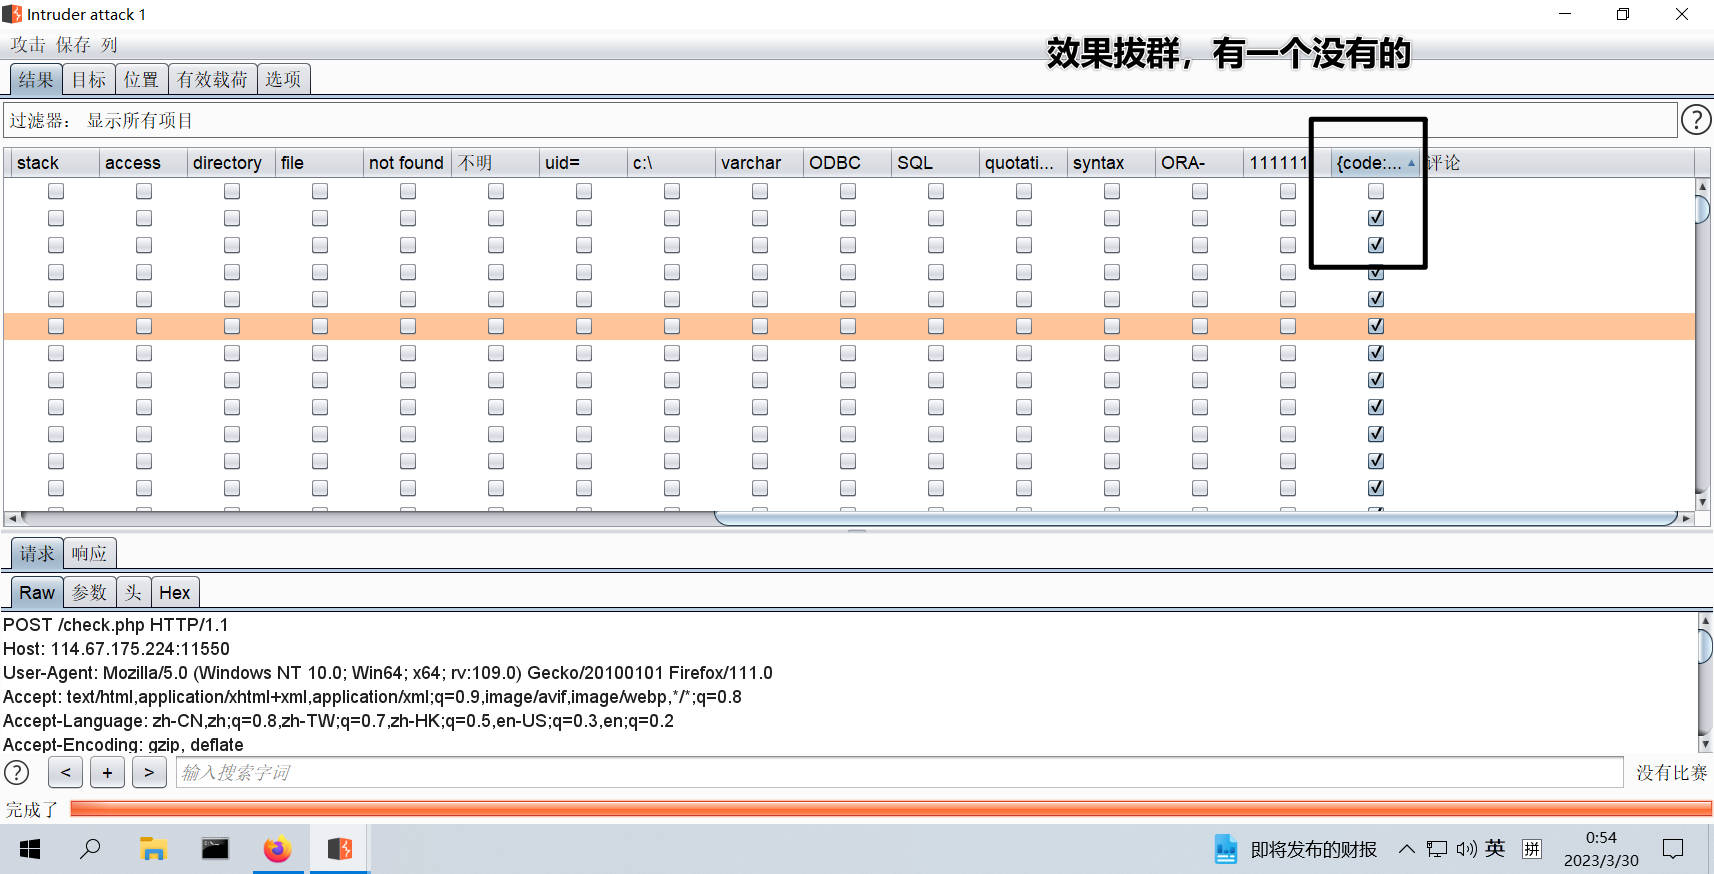 Intruder attack 1
攻击 保存 列
效果拔群，有一个没有的
结果 目标 位置 有效载荷 选项
过滤器： 显示所有项目
?
stack access directory file not found 不明 uid= c:\ varchar ODBC SQL quotati... syntax ORA- 111111 {code:... 评论
请求 响应
Raw 参数 头 Hex
POST /check.php HTTP/1.1
Host: 114.67.175.224:11550
User-Agent: Mozilla/5.0 (Windows NT 10.0; Win64; x64; rv:109.0) Gecko/20100101 Firefox/111.0
Accept: text/html,application/xhtml+xml,application/xml;q=0.9,image/avif,image/webp,*/*;q=0.8
Accept-Language: zh-CN,zh;q=0.8,zh-TW;q=0.7,zh-HK;q=0.5,en-US;q=0.3,en;q=0.2
Accept-Encoding: gzip, deflate
? < + > 输入搜索字词 没有比赛
完成了
即将发布的财报 英 拼 0:54
2023/3/30